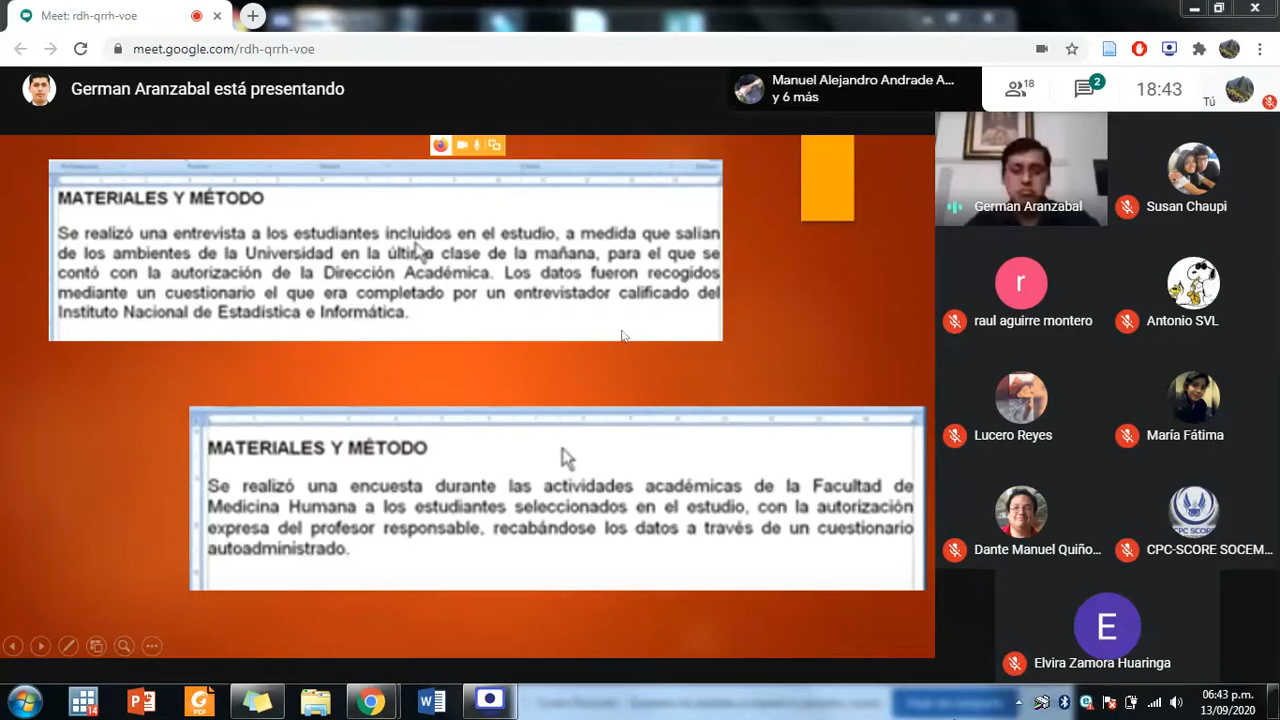 Meet: rdh-qrrh-voe
meet.google.com/rdh-qrrh-voe
German Aranzabal está presentando
Manuel Alejandro Andrade A...
y 6 más
18
2
18:43
Tú
MATERIALES Y MÉTODO
Se realizó una entrevista a los estudiantes incluidos en el estudio, a medida que salían
de los ambientes de la Universidad en la última clase de la mañana, para el que se
contó con la autorización de la Dirección Académica. Los datos fueron recogidos
mediante un cuestionario el que era completado por un entrevistador calificado del
Instituto Nacional de Estadística e Informática.
MATERIALES Y MÉTODO
Se realizó una encuesta durante las actividades académicas de la Facultad de
Medicina Humana a los estudiantes seleccionados en el estudio, con la autorización
expresa del profesor responsable, recabándose los datos a través de un cuestionario
autoadministrado.
German Aranzabal
Susan Chaupi
r
raul aguirre montero
Antonio SVL
Lucero Reyes
María Fátima
Dante Manuel Quiño...
CPC-SCORE SOCEM...
E
Elvira Zamora Huaringa
14
PDF
06:43 p.m.
13/09/2020